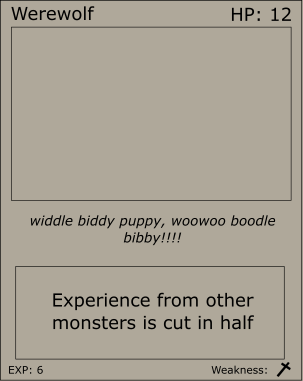 Werewolf
HP: 12
widdle biddy puppy, woowoo boodle
bibby!!!!
Experience from other
monsters is cut in half
EXP: 6
Weakness: